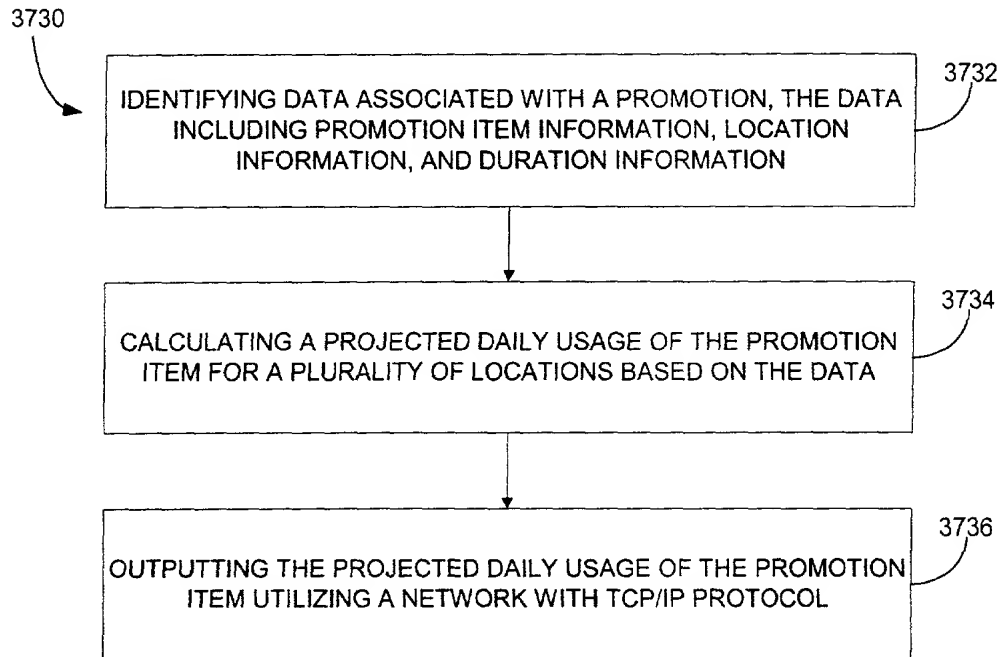 3730
IDENTIFYING DATA ASSOCIATED WITH A PROMOTION, THE DATA
INCLUDING PROMOTION ITEM INFORMATION, LOCATION
INFORMATION, AND DURATION INFORMATION
3732
CALCULATING A PROJECTED DAILY USAGE OF THE PROMOTION
ITEM FOR A PLURALITY OF LOCATIONS BASED ON THE DATA
3734
OUTPUTTING THE PROJECTED DAILY USAGE OF THE PROMOTION
ITEM UTILIZING A NETWORK WITH TCP/IP PROTOCOL
3736